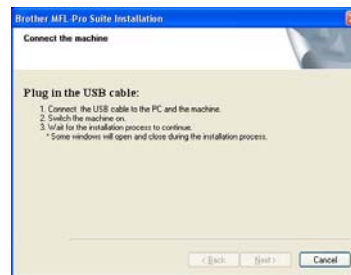 Brother MFL-Pro Suite Installation
Connect the machine
Plug in the USB cable:
1. Connect the USB cable to the PC and the machine.
2. Switch the machine on.
3. Wait for the installation process to continue.
* Some windows will open and close during the installation process.
< Back Next > Cancel